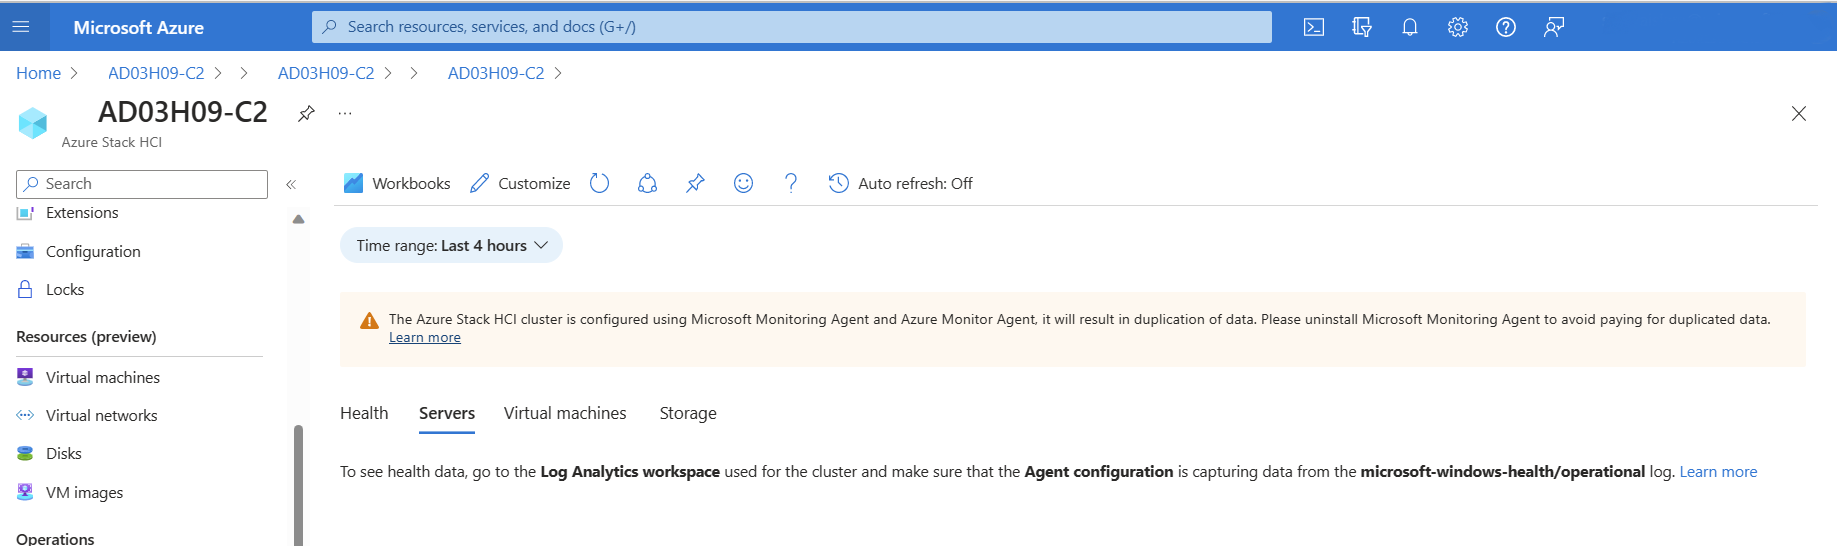 Microsoft Azure
Search resources, services, and docs (G+/)
Home > AD03H09-C2 > > AD03H09-C2 > > AD03H09-C2 >
AD03H09-C2
...
Azure Stack HCI
Search
«
Workbooks
Customize
Auto refresh: Off
Extensions
Configuration
Locks
Resources (preview)
Virtual machines
Virtual networks
Disks
VM images
Operations
Time range: Last 4 hours
The Azure Stack HCI cluster is configured using Microsoft Monitoring Agent and Azure Monitor Agent, it will result in duplication of data. Please uninstall Microsoft Monitoring Agent to avoid paying for duplicated data.
Learn more
Health Servers Virtual machines Storage
To see health data, go to the Log Analytics workspace used for the cluster and make sure that the Agent configuration is capturing data from the microsoft-windows-health/operational log. Learn more